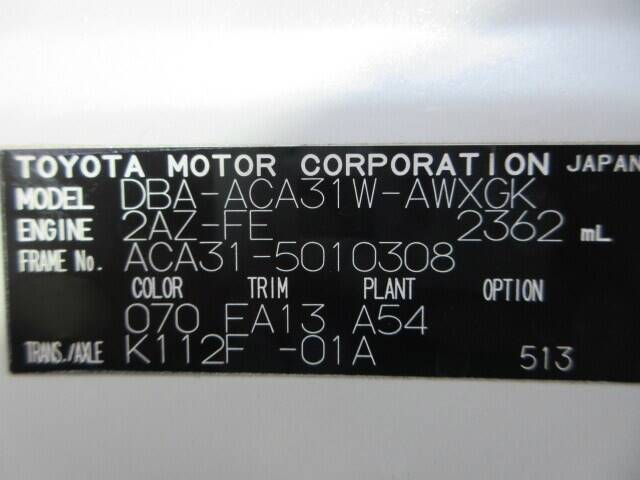 TOYOTA MOTOR CORPORATION JAPAN
MODEL DBA-ACA31W-AWXGK
ENGINE 2AZ-FE 2362 mL
FRAME No. ACA31-5010308
COLOR TRIM PLANT OPTION
070 FA13 A54
TRANS./AXLE K112F -01A 513